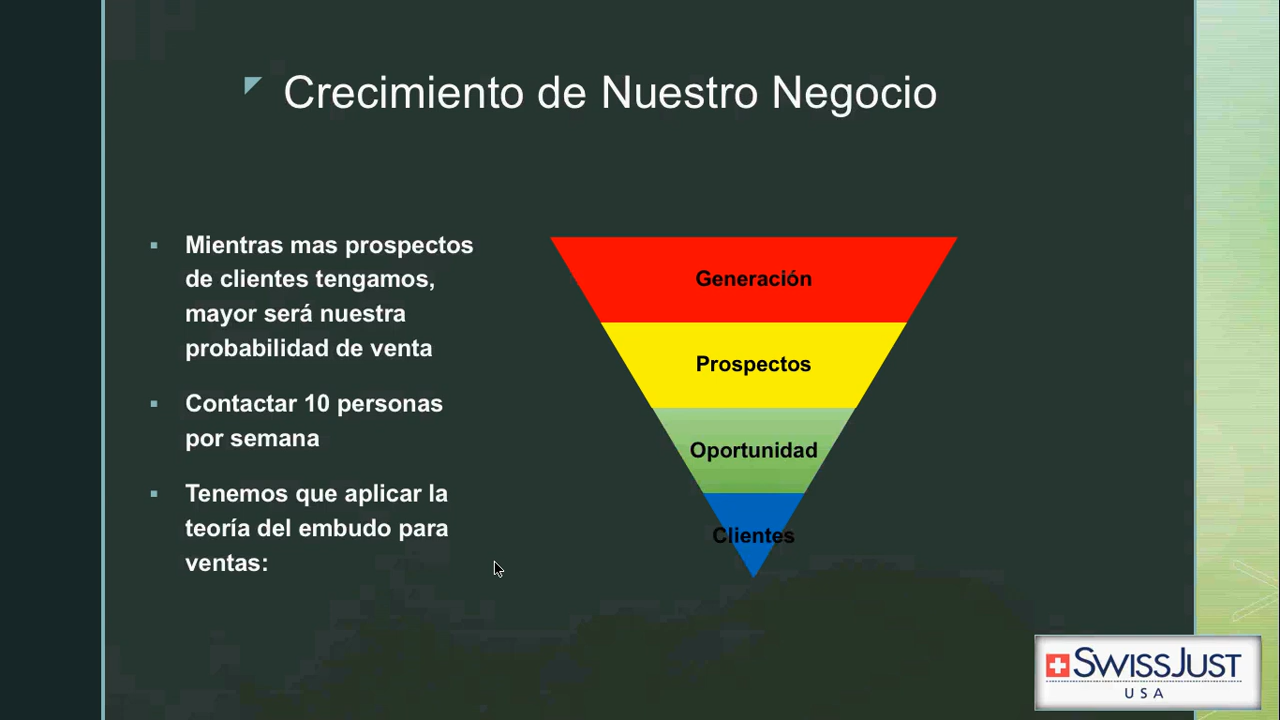 Crecimiento de Nuestro Negocio
Mientras mas prospectos
de clientes tengamos,
mayor será nuestra
probabilidad de venta
Contactar 10 personas
por semana
Tenemos que aplicar la
teoría del embudo para
ventas:
Generación
Prospectos
Oportunidad
Clientes
SWISSJUST
USA